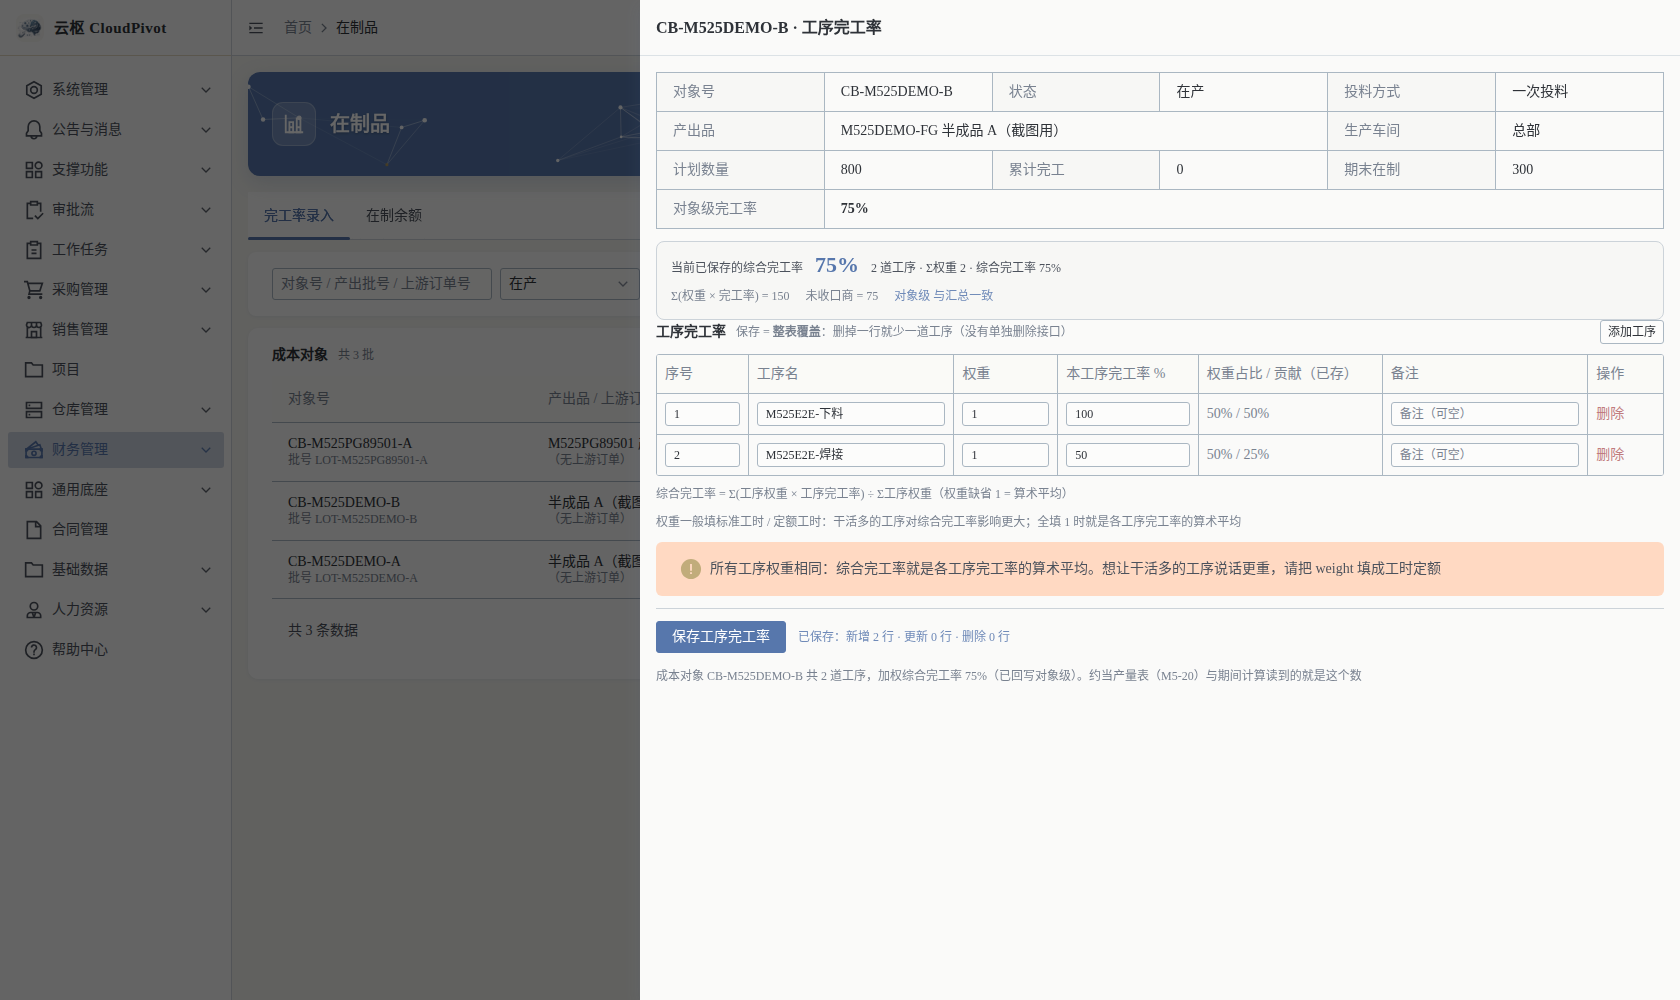 云枢 CloudPivot
系统管理
公告与消息
支撑功能
审批流
工作任务
采购管理
销售管理
项目
仓库管理
财务管理
通用底座
合同管理
基础数据
人力资源
帮助中心
首页 > 在制品
在制品
完工率录入 在制余额
对象号 / 产出批号 / 上游订单号 在产
成本对象 共 3 批
对象号 产出品 / 上游订
CB-M525PG89501-A M525PG89501
批号 LOT-M525PG89501-A （无上游订单）
CB-M525DEMO-B 半成品 A（截图
批号 LOT-M525DEMO-B （无上游订单）
CB-M525DEMO-A 半成品 A（截图
批号 LOT-M525DEMO-A （无上游订单）
共 3 条数据
CB-M525DEMO-B · 工序完工率
对象号 CB-M525DEMO-B 状态 在产 投料方式 一次投料
产出品 M525DEMO-FG 半成品 A（截图用） 生产车间 总部
计划数量 800 累计完工 0 期末在制 300
对象级完工率 75%
当前已保存的综合完工率 75% 2 道工序 · Σ权重 2 · 综合完工率 75%
Σ(权重 × 完工率) = 150 未收口商 = 75 对象级 与汇总一致
工序完工率 保存 = 整表覆盖：删掉一行就少一道工序（没有单独删除接口） 添加工序
序号 工序名 权重 本工序完工率 % 权重占比 / 贡献（已存） 备注 操作
1 M525E2E-下料 1 100 50% / 50% 备注（可空） 删除
2 M525E2E-焊接 1 50 50% / 25% 备注（可空） 删除
综合完工率 = Σ(工序权重 × 工序完工率) ÷ Σ工序权重（权重缺省 1 = 算术平均）
权重一般填标准工时 / 定额工时：干活多的工序对综合完工率影响更大；全填 1 时就是各工序完工率的算术平均
所有工序权重相同：综合完工率就是各工序完工率的算术平均。想让干活多的工序说话更重，请把 weight 填成工时定额
保存工序完工率 已保存：新增 2 行 · 更新 0 行 · 删除 0 行
成本对象 CB-M525DEMO-B 共 2 道工序，加权综合完工率 75%（已回写对象级）。约当产量表（M5-20）与期间计算读到的就是这个数